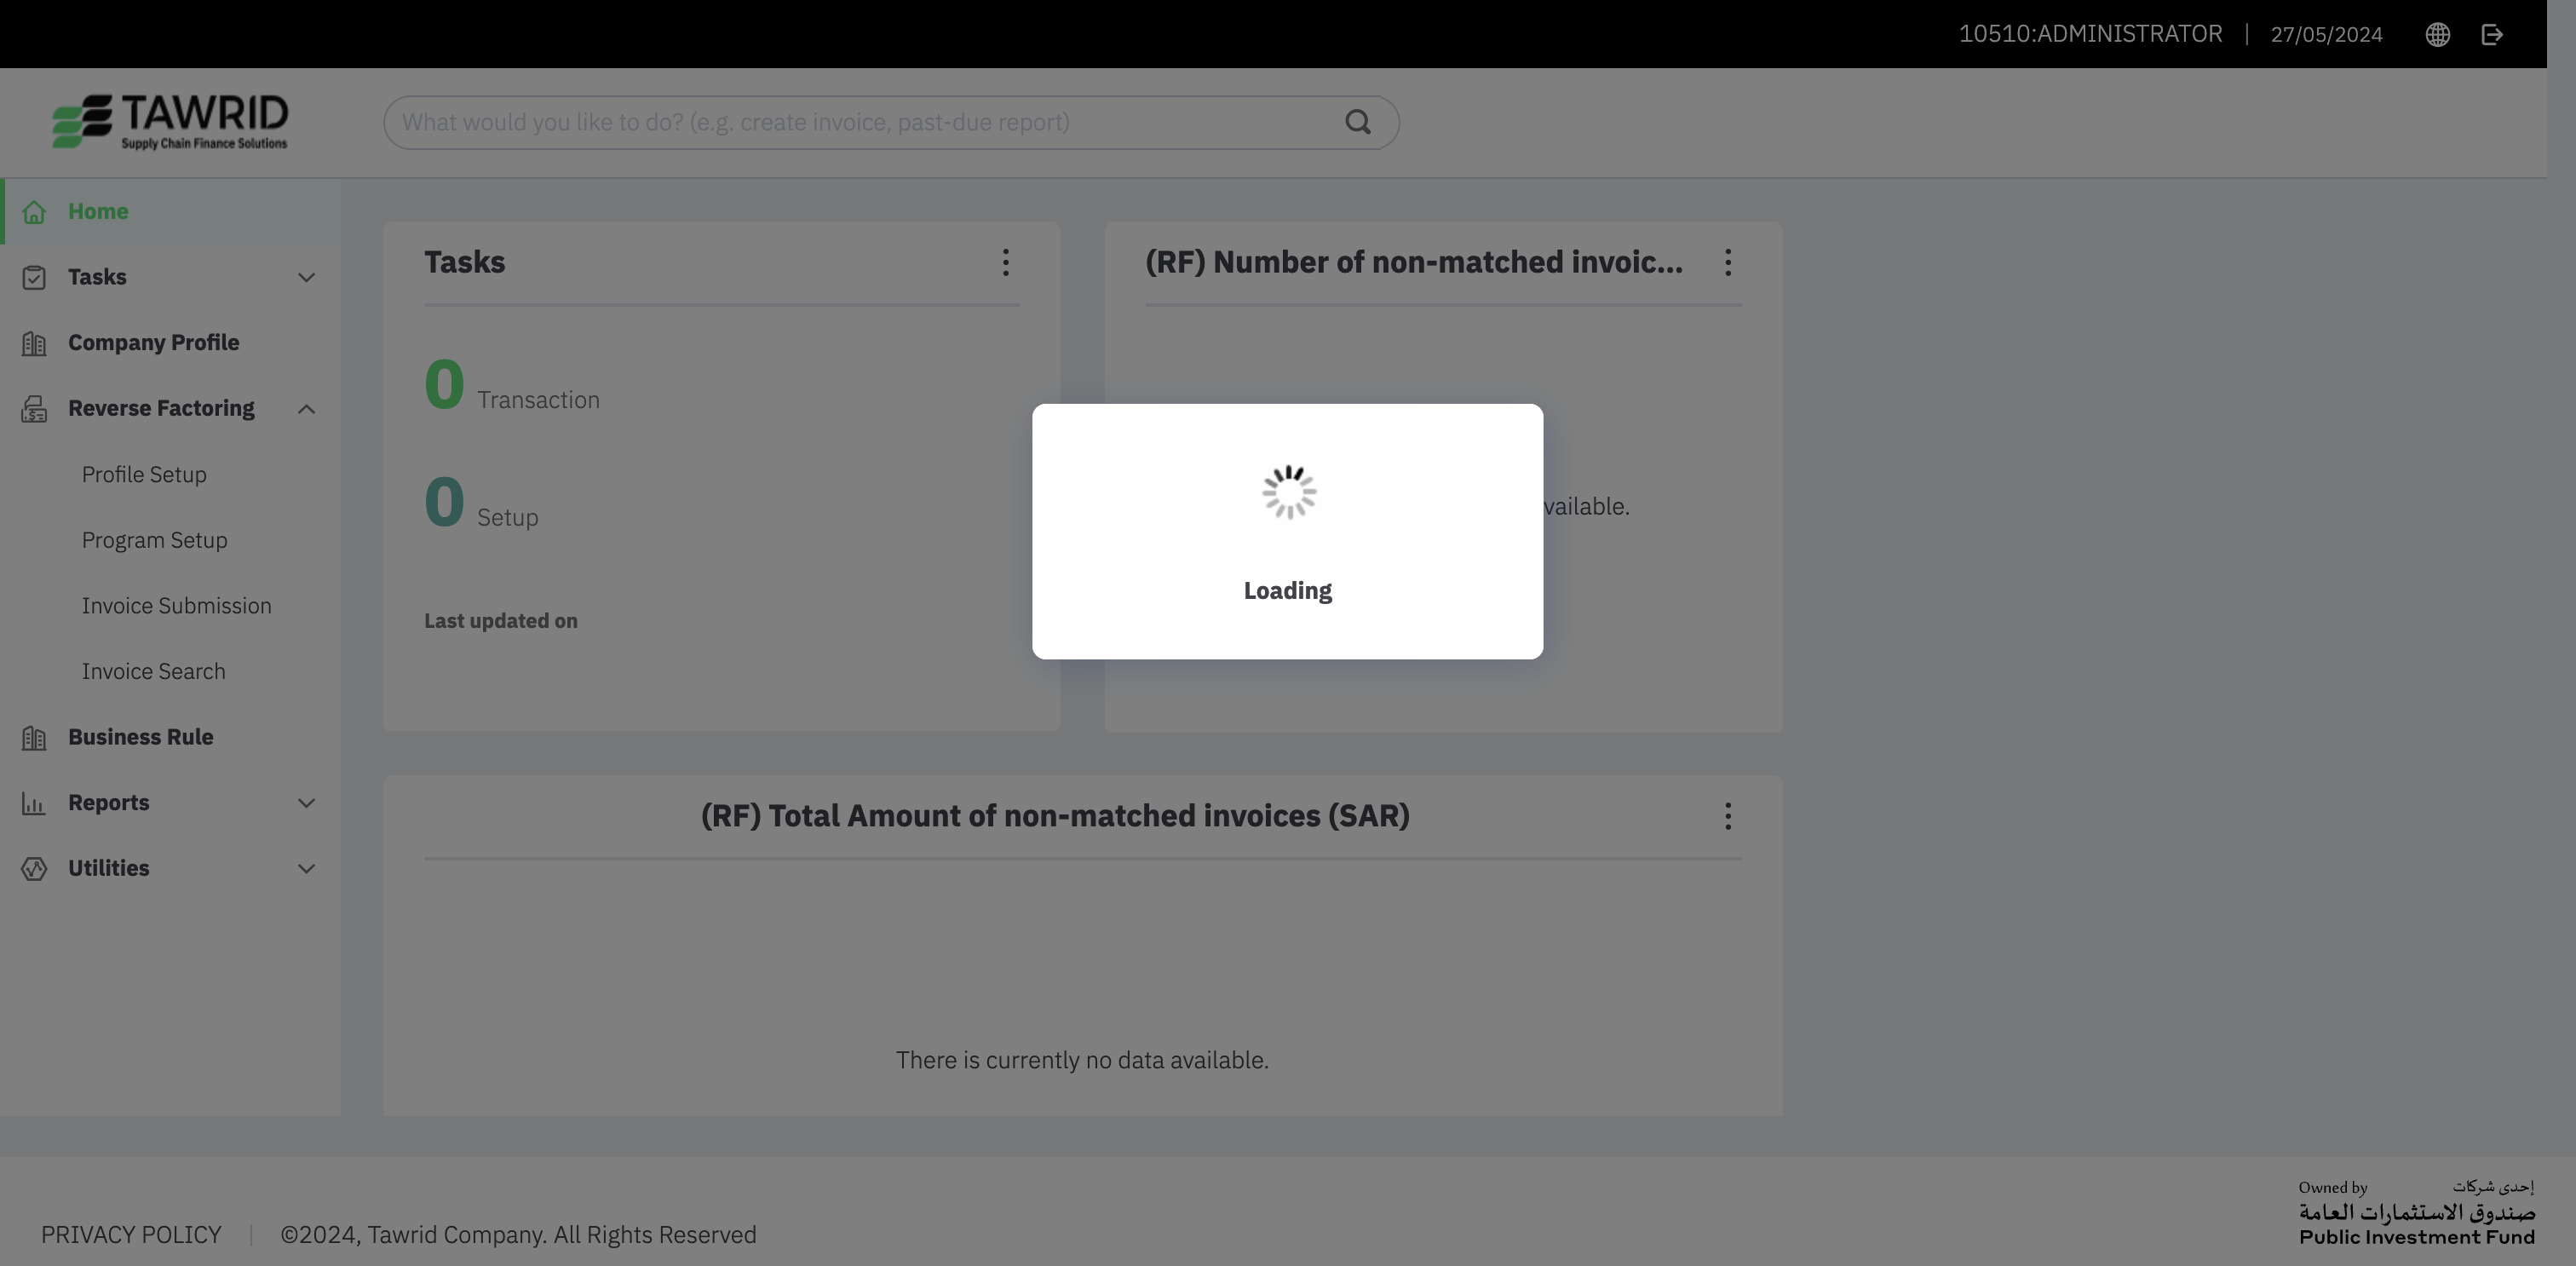 10510:ADMINISTRATOR | 27/05/2024
TAWRID
Supply Chain Finance Solutions
What would you like to do? (e.g. create invoice, past-due report)
Home
Tasks
Company Profile
Reverse Factoring
Profile Setup
Program Setup
Invoice Submission
Invoice Search
Business Rule
Reports
Utilities
Tasks
0 Transaction
0 Setup
Last updated on
(RF) Number of non-matched invoic...
vailable.
Loading
(RF) Total Amount of non-matched invoices (SAR)
There is currently no data available.
PRIVACY POLICY | ©2024, Tawrid Company. All Rights Reserved
Owned by إحدى شركات
صندوق الاستثمارات العامة
Public Investment Fund